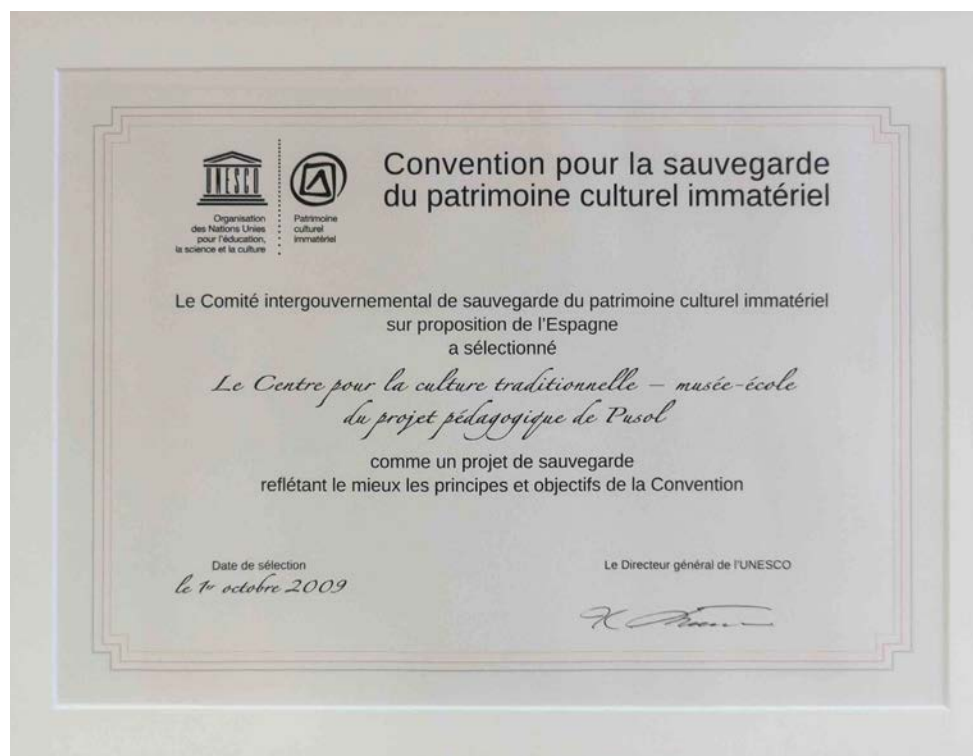 Convention pour la sauvegarde
du patrimoine culturel immatériel
UNESCO
Organisation
des Nations Unies
pour l'éducation,
la science et la culture
Patrimoine
culturel
immatériel
Le Comité intergouvernemental de sauvegarde du patrimoine culturel immatériel
sur proposition de l'Espagne
a sélectionné
Le Centre pour la culture traditionnelle – musée-école
du projet pédagogique de Pusol
comme un projet de sauvegarde
reflétant le mieux les principes et objectifs de la Convention
Date de sélection
le 1er octobre 2009
Le Directeur général de l'UNESCO